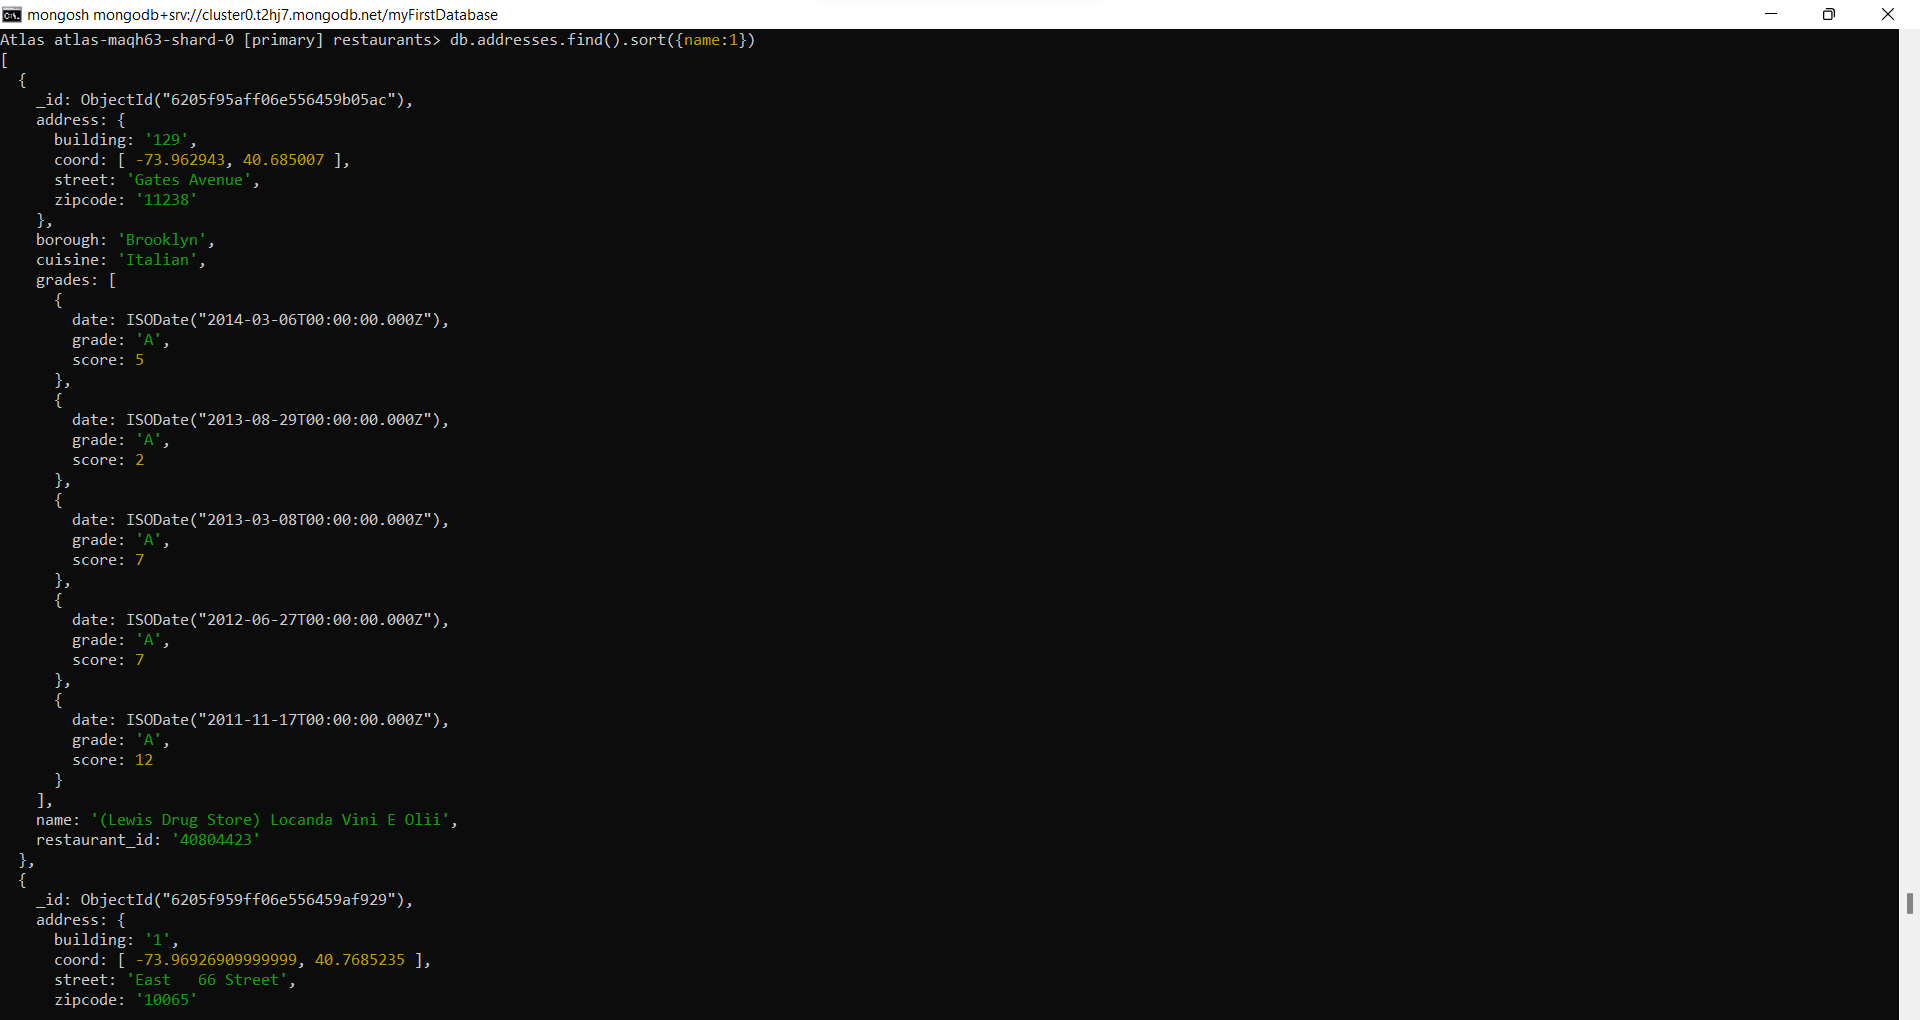 mongosh mongodb+srv://cluster0.t2hj7.mongodb.net/myFirstDatabase
Atlas atlas-maqh63-shard-0 [primary] restaurants> db.addresses.find().sort({name:1})
[
  {
    _id: ObjectId("6205f95aff06e556459b05ac"),
    address: {
      building: '129',
      coord: [ -73.962943, 40.685007 ],
      street: 'Gates Avenue',
      zipcode: '11238'
    },
    borough: 'Brooklyn',
    cuisine: 'Italian',
    grades: [
      {
        date: ISODate("2014-03-06T00:00:00.000Z"),
        grade: 'A',
        score: 5
      },
      {
        date: ISODate("2013-08-29T00:00:00.000Z"),
        grade: 'A',
        score: 2
      },
      {
        date: ISODate("2013-03-08T00:00:00.000Z"),
        grade: 'A',
        score: 7
      },
      {
        date: ISODate("2012-06-27T00:00:00.000Z"),
        grade: 'A',
        score: 7
      },
      {
        date: ISODate("2011-11-17T00:00:00.000Z"),
        grade: 'A',
        score: 12
      }
    ],
    name: '(Lewis Drug Store) Locanda Vini E Olii',
    restaurant_id: '40804423'
  },
  {
    _id: ObjectId("6205f959ff06e556459af929"),
    address: {
      building: '1',
      coord: [ -73.96926909999999, 40.7685235 ],
      street: 'East   66 Street',
      zipcode: '10065'